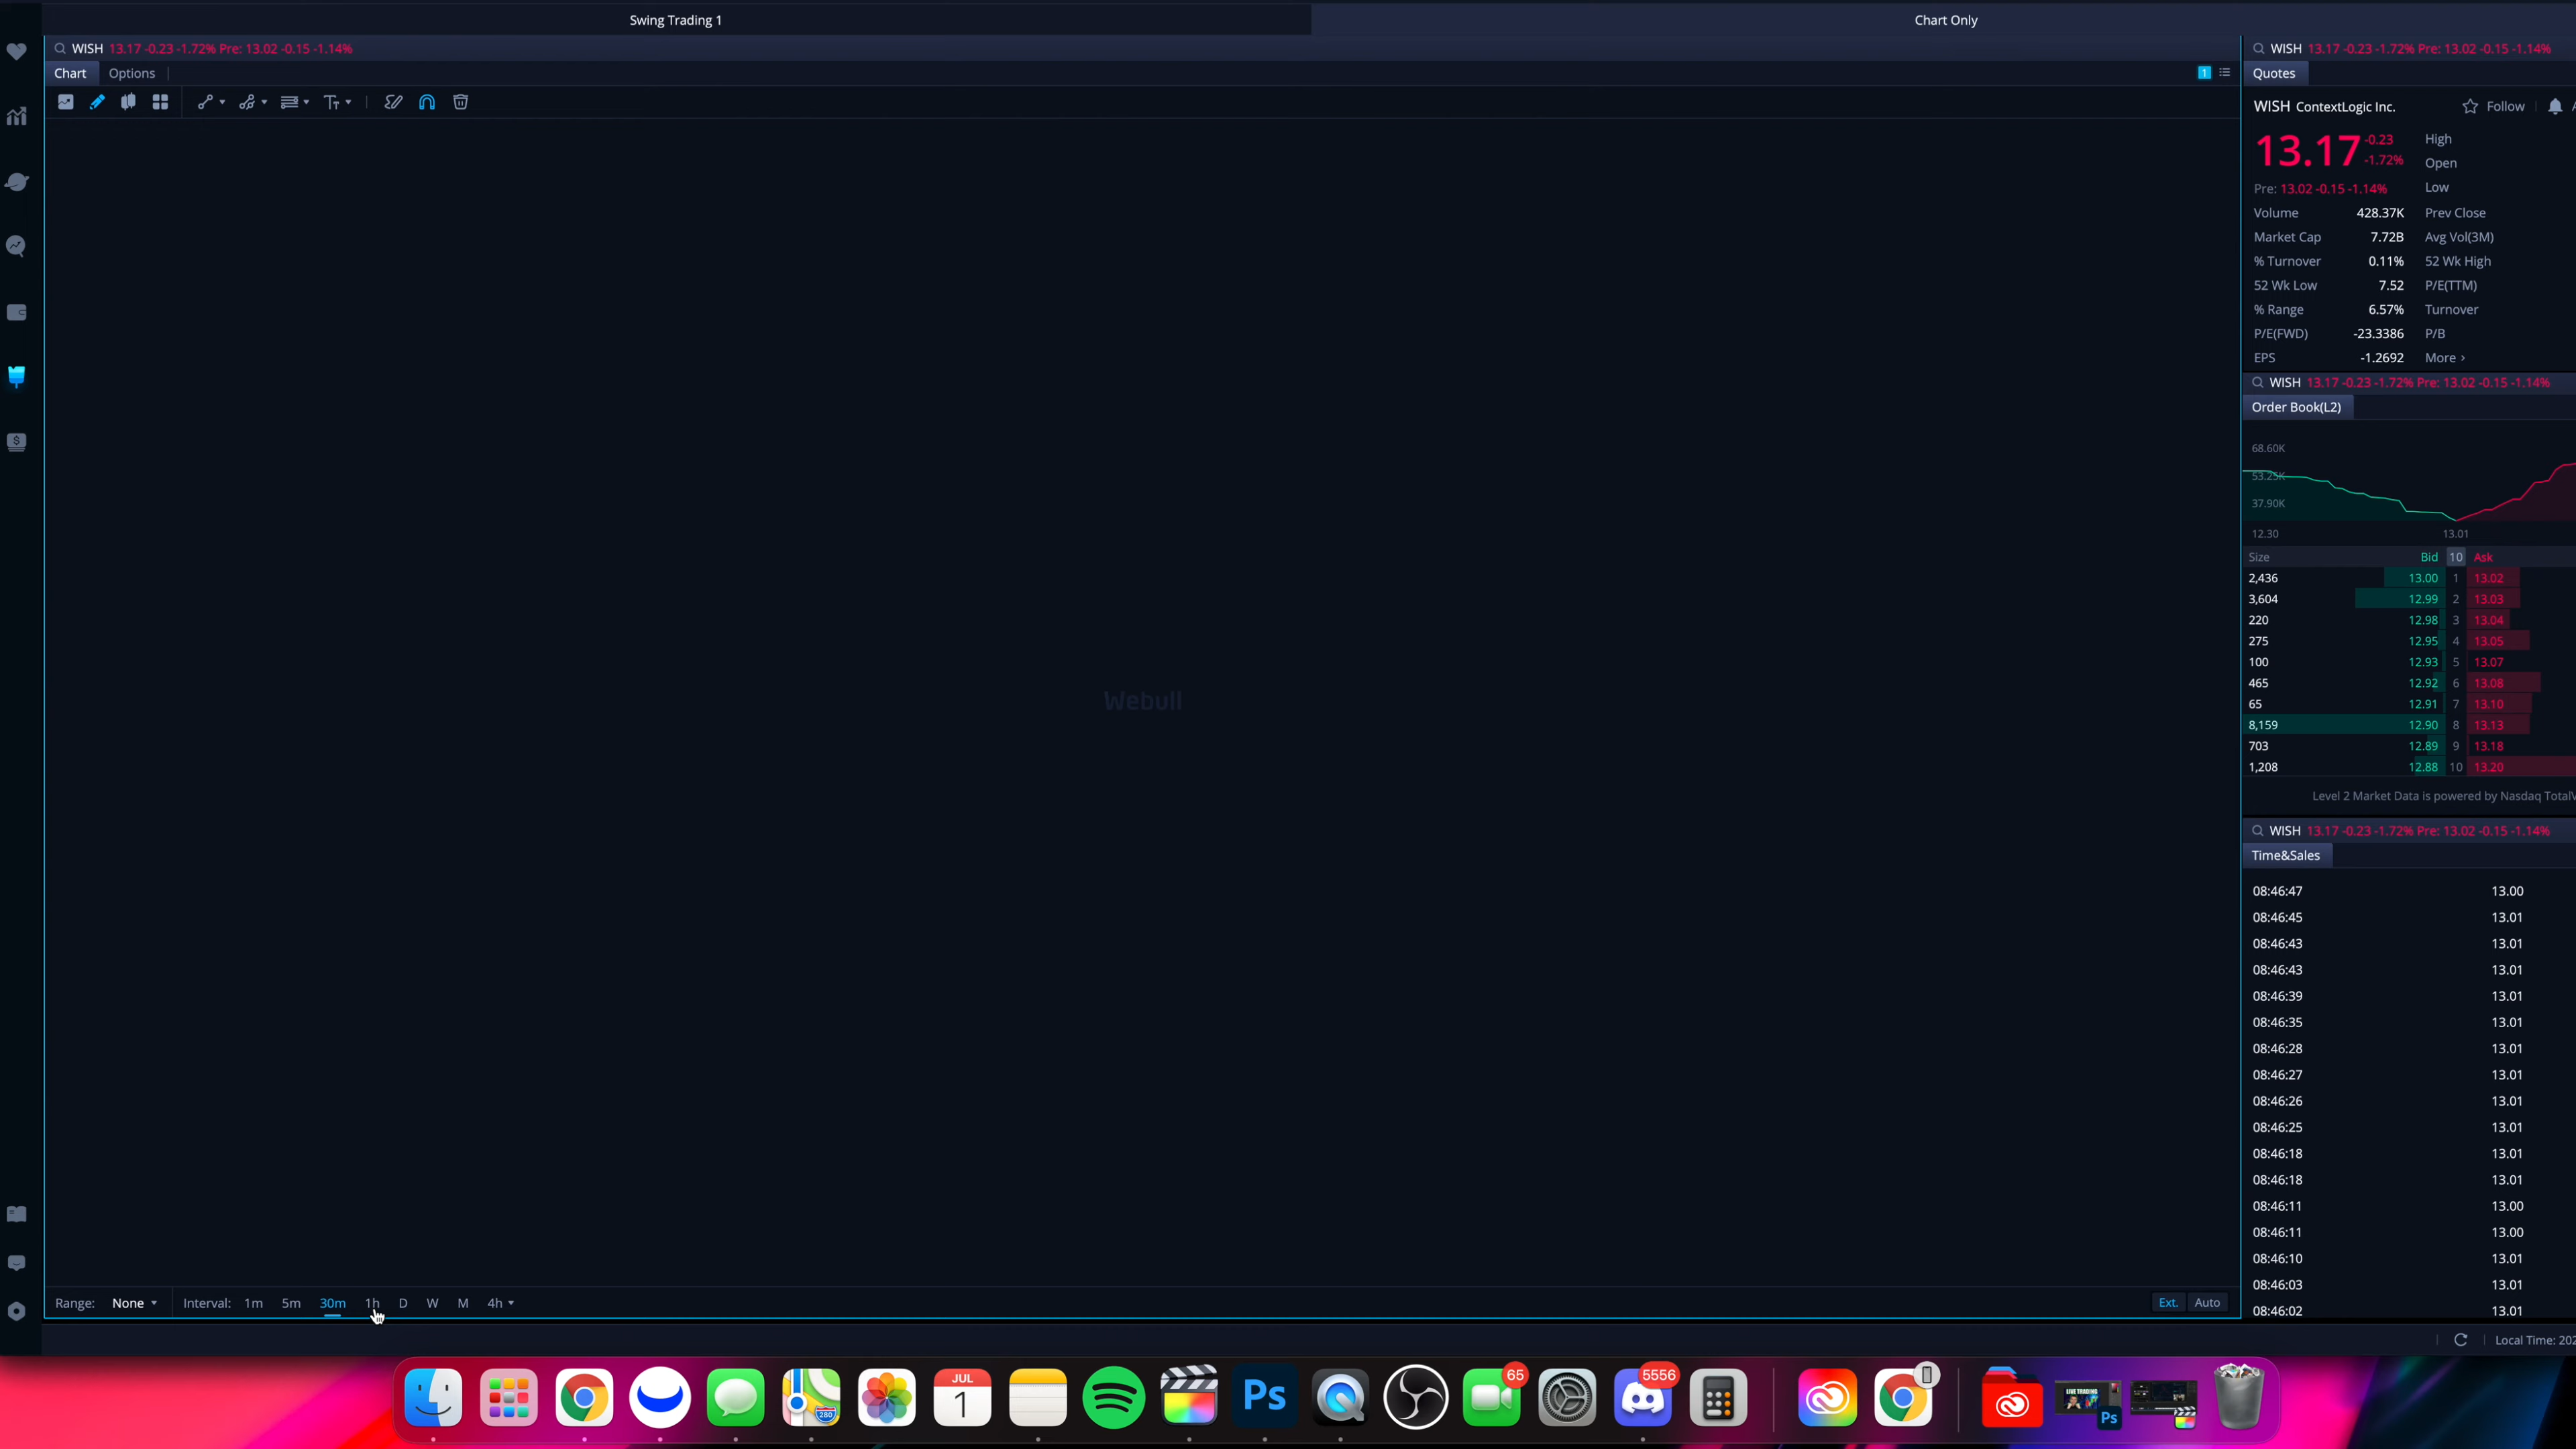 Swing Trading 1
Chart Only
WISH 13.17 -0.23 -1.72% Pre: 13.02 -0.15 -1.14%
Chart Options
1
Webull
Range: None Interval: 1m 5m 30m 1h D W M 4h
Ext. Auto
WISH 13.17 -0.23 -1.72% Pre: 13.02 -0.15 -1.14%
Quotes
WISH ContextLogic Inc. Follow
13.17 -0.23 -1.72%
High
Open
Pre: 13.02 -0.15 -1.14% Low
Volume 428.37K Prev Close
Market Cap 7.72B Avg Vol(3M)
% Turnover 0.11% 52 Wk High
52 Wk Low 7.52 P/E(TTM)
% Range 6.57% Turnover
P/E(FWD) -23.3386 P/B
EPS -1.2692 More
WISH 13.17 -0.23 -1.72% Pre: 13.02 -0.15 -1.14%
Order Book(L2)
68.60K
53.25K
37.90K
12.30 13.01
Size Bid 10 Ask
2,436 13.00 1 13.02
3,604 12.99 2 13.03
220 12.98 3 13.04
275 12.95 4 13.05
100 12.93 5 13.07
465 12.92 6 13.08
65 12.91 7 13.10
8,159 12.90 8 13.13
703 12.89 9 13.18
1,208 12.88 10 13.20
Level 2 Market Data is powered by Nasdaq
WISH 13.17 -0.23 -1.72% Pre: 13.02 -0.15 -1.14%
Time&Sales
08:46:47 13.00
08:46:45 13.01
08:46:43 13.01
08:46:43 13.01
08:46:39 13.01
08:46:35 13.01
08:46:28 13.01
08:46:27 13.01
08:46:26 13.01
08:46:25 13.01
08:46:18 13.01
08:46:18 13.01
08:46:11 13.00
08:46:11 13.00
08:46:10 13.01
08:46:03 13.01
08:46:02 13.01
Local Time:
280
JUL
1
Ps
65
5556
LIVE TRADING
Ps